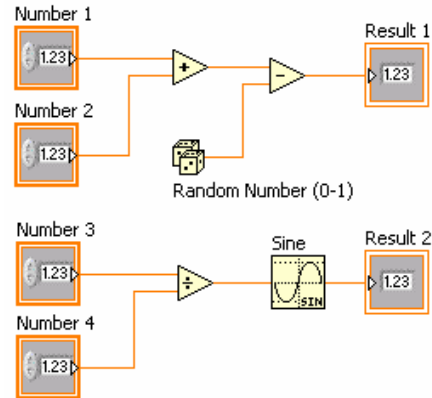 Number 1
1.23
Result 1
1.23
+
-
Number 2
1.23
Random Number (0-1)
Number 3
1.23
Sine
SIN
Result 2
1.23
÷
Number 4
1.23